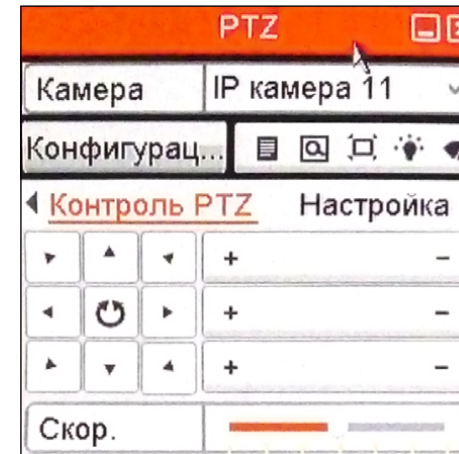 PTZ
Камера IP камера 11
Конфигурац...
Контроль PTZ Настройка
+ −
+ −
+ −
Скор.